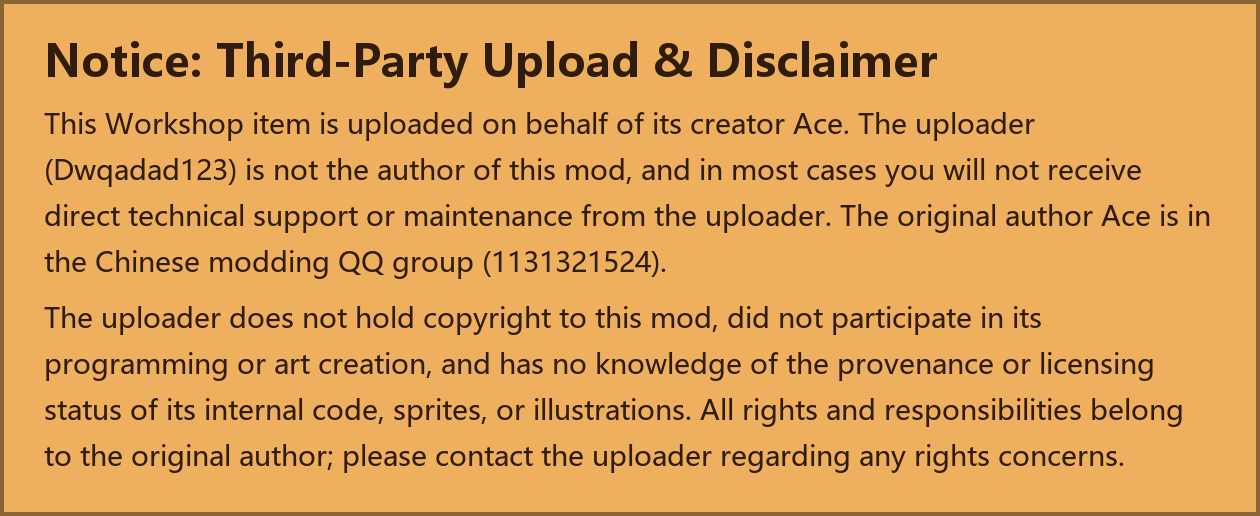 Notice: Third-Party Upload & Disclaimer
This Workshop item is uploaded on behalf of its creator Ace. The uploader
(Dwqadad123) is not the author of this mod, and in most cases you will not receive
direct technical support or maintenance from the uploader. The original author Ace is in
the Chinese modding QQ group (1131321524).
The uploader does not hold copyright to this mod, did not participate in its
programming or art creation, and has no knowledge of the provenance or licensing
status of its internal code, sprites, or illustrations. All rights and responsibilities belong
to the original author; please contact the uploader regarding any rights concerns.